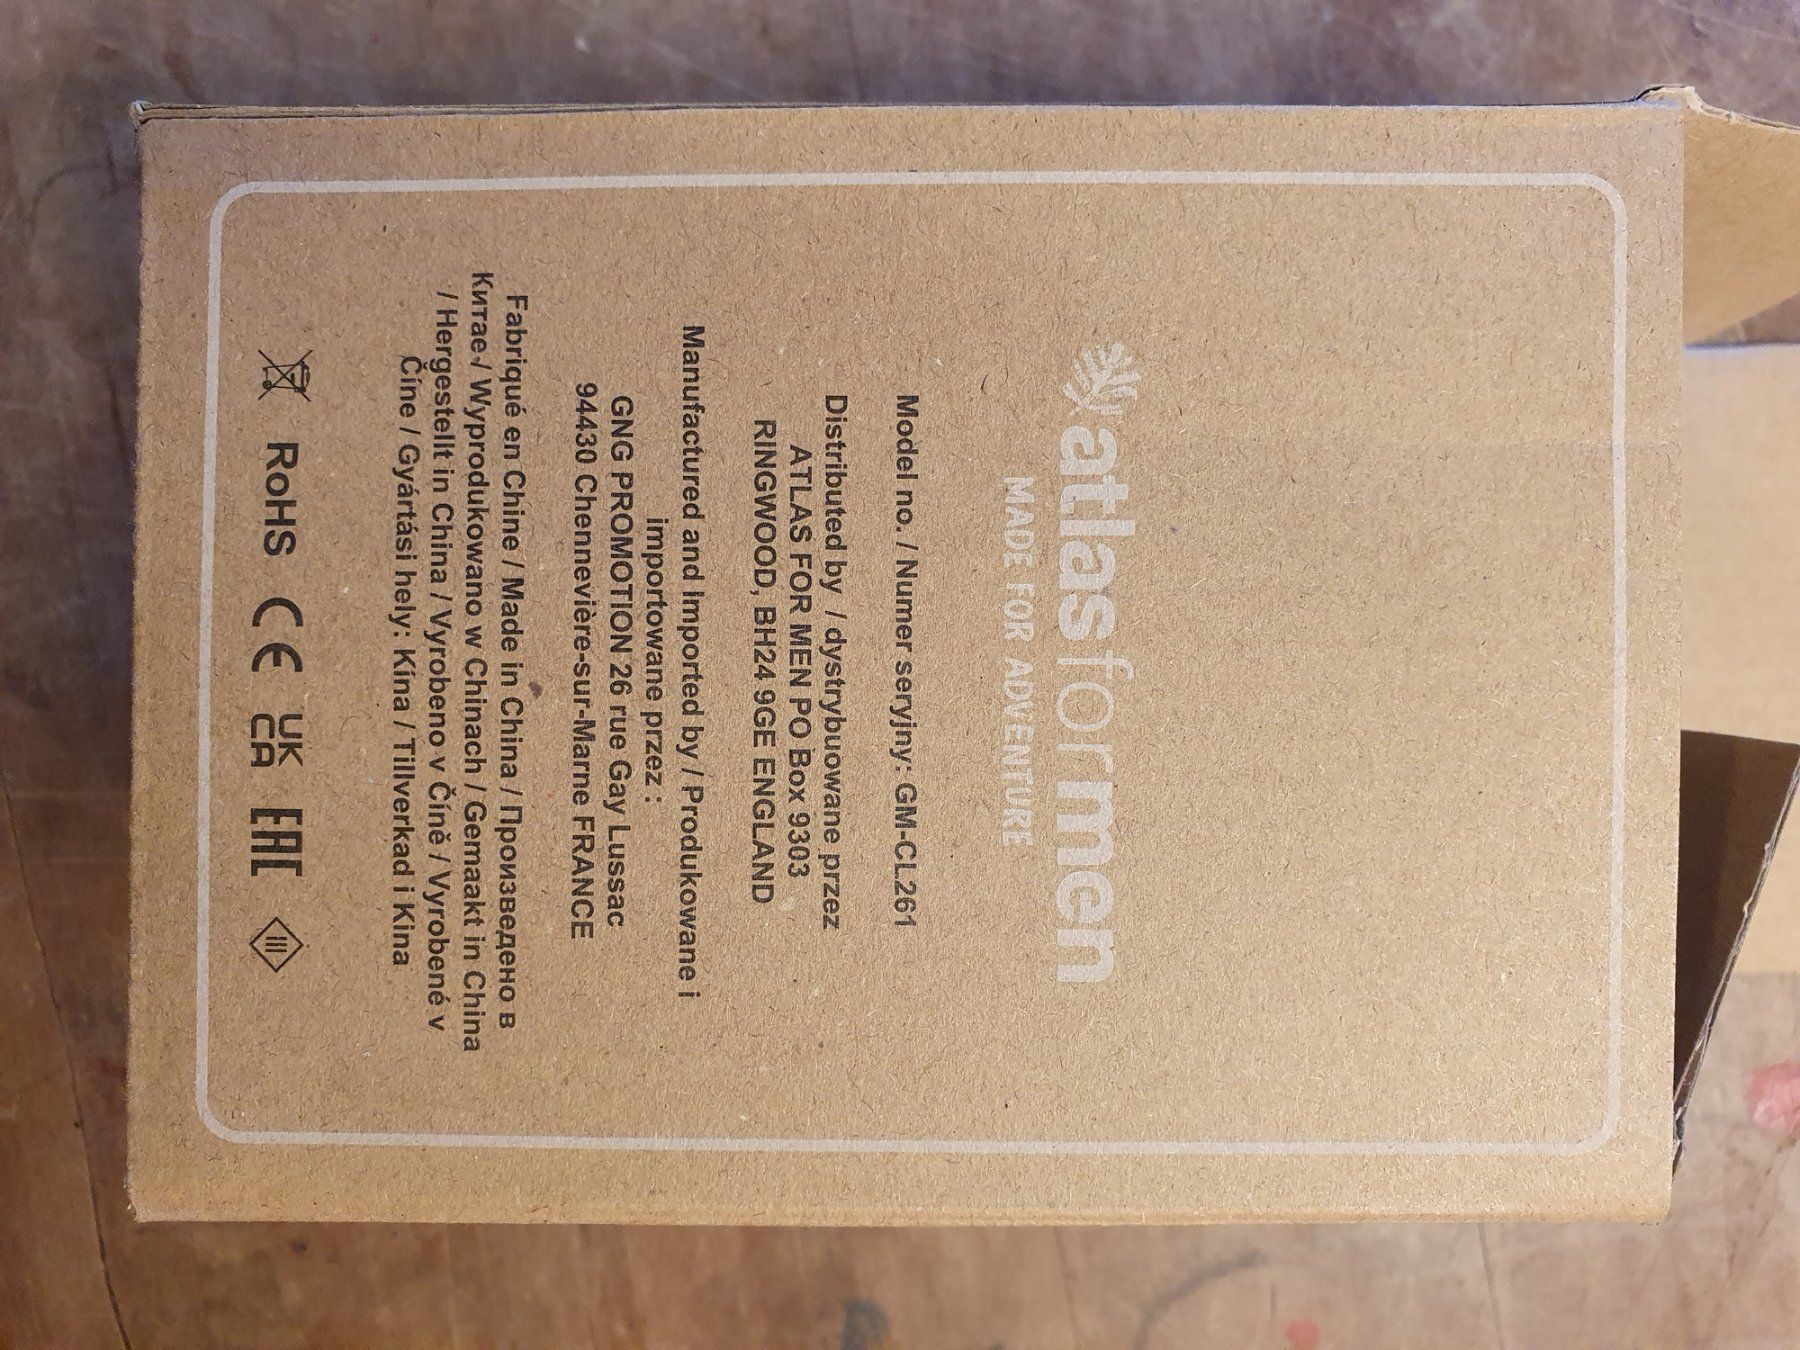 atlasformen
MADE FOR ADVENTURE
Model no. / Numer seryjny: GM-CL261
Distributed by / dystrybuowane przez
ATLAS FOR MEN PO Box 9303
RINGWOOD, BH24 9GE ENGLAND
Manufactured and Imported by / Produkowane i
importowane przez :
GNG PROMOTION 26 rue Gay Lussac
94430 Chennevière-sur-Marne FRANCE
Fabriqué en Chine / Made in China / Произведено в
Китае / Wyprodukowano w Chinach / Gemaakt in China
/ Hergestellt in China / Vyrobeno v Číně / Vyrobené v
Číne / Gyártási hely: Kína / Tillverkad i Kina
RoHS CE UK CA EAC III